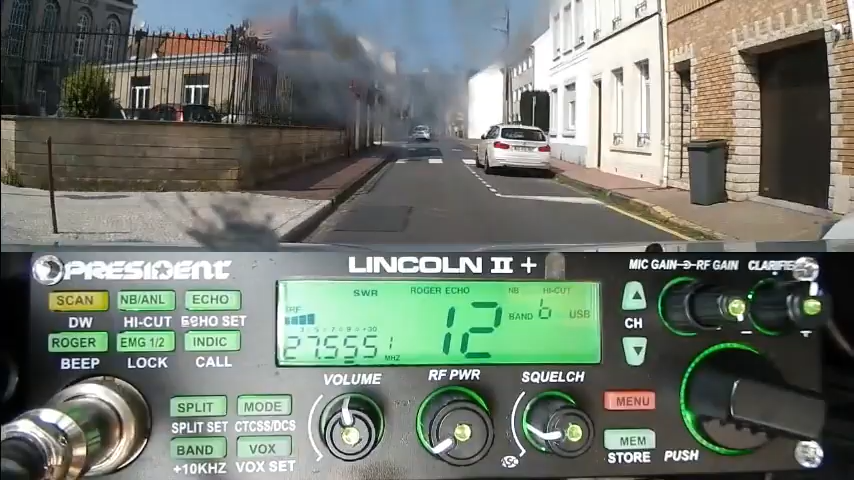 PRESIDENT
LINCOLN II +
MIC GAIN RF GAIN CLARIFIER
SCAN NB/ANL ECHO
DW HI-CUT ECHO SET
ROGER EMG 1/2 INDIC
BEEP LOCK CALL
SWR ROGER ECHO NB HI-CUT
RF
27.555 MHZ
12
BAND 6
USB
CH
VOLUME RF PWR SQUELCH
SPLIT MODE
SPLIT SET CTCSS/DCS
BAND VOX
+10KHZ VOX SET
ASC
MENU
MEM
STORE PUSH